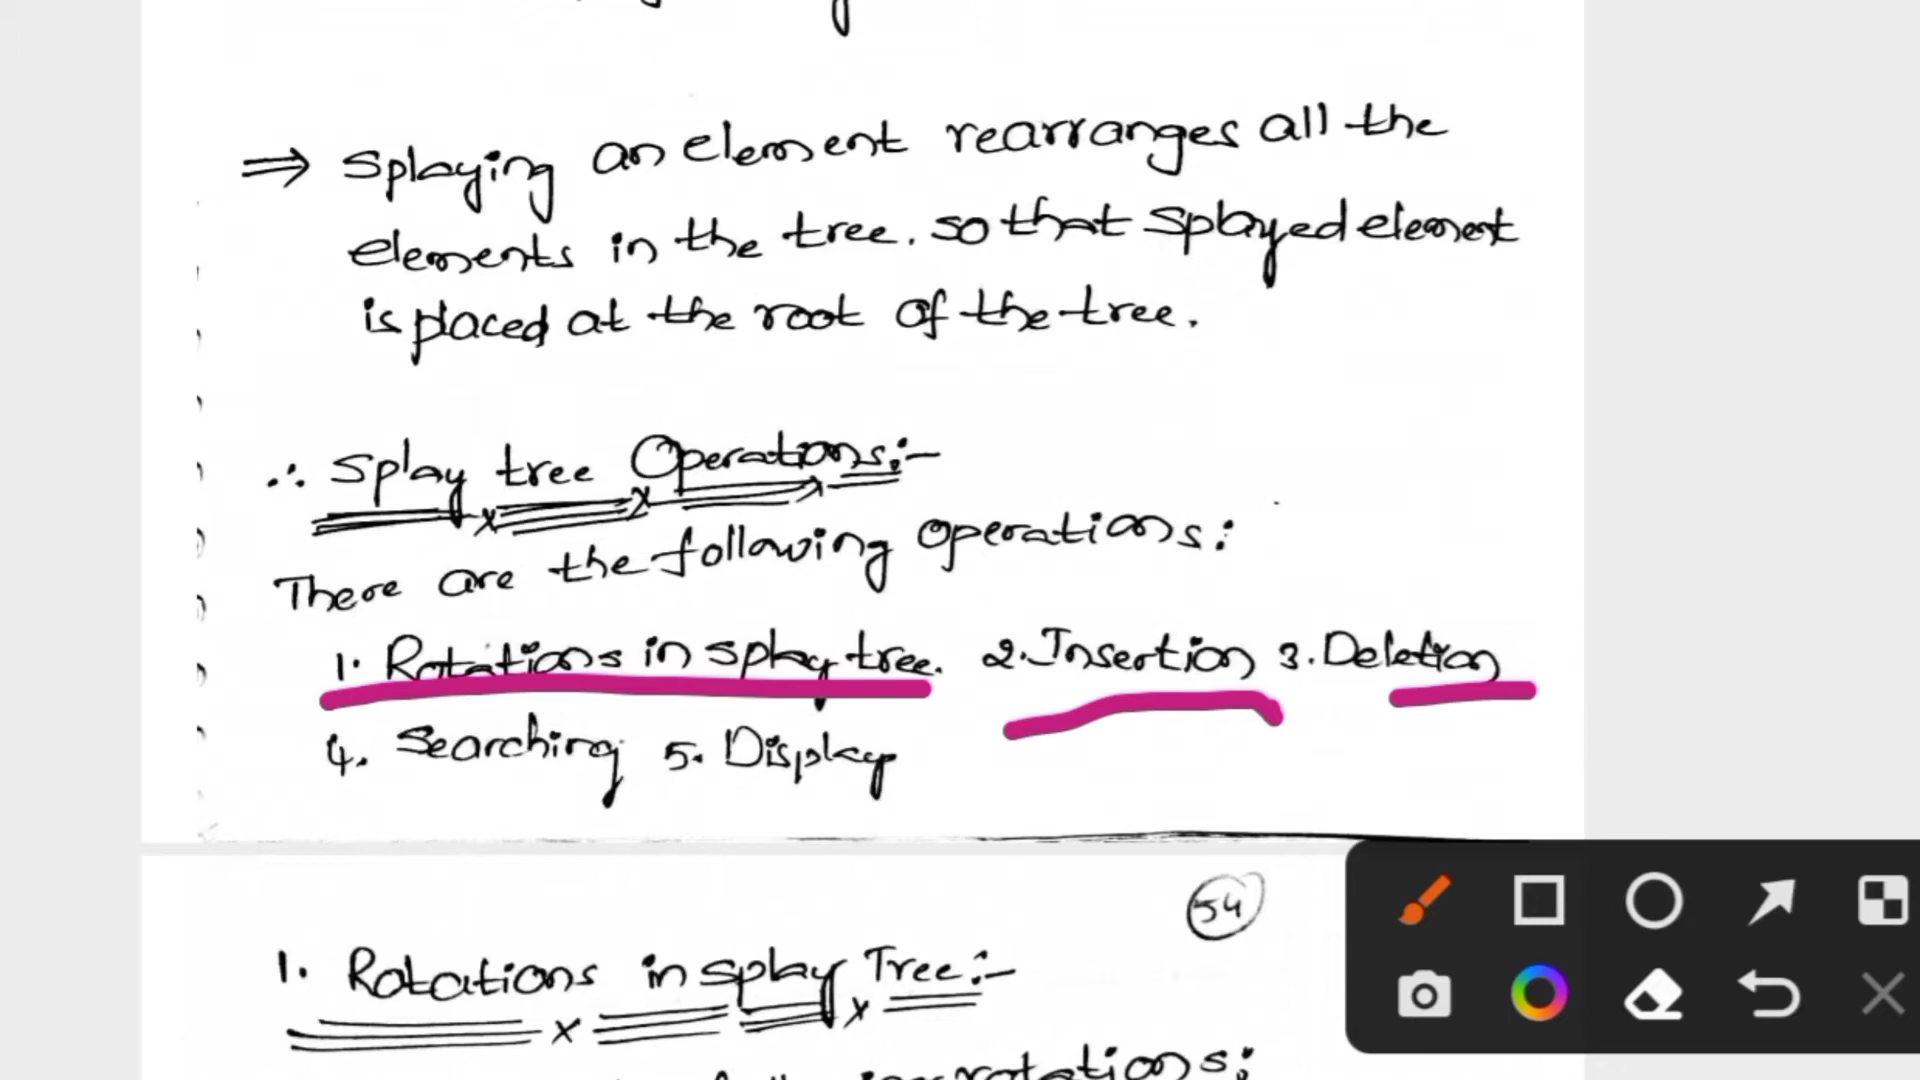 ⇒ Splaying an element rearranges all the
elements in the tree. so that splayed element
is placed at the root of the tree.
∴ Splay tree Operations:-
There are the following operations:
1. Rotations in splay tree. 2. Insertion 3. Deletion
4. Searching 5. Display
54
1. Rotations in splay Tree:-
rotations: